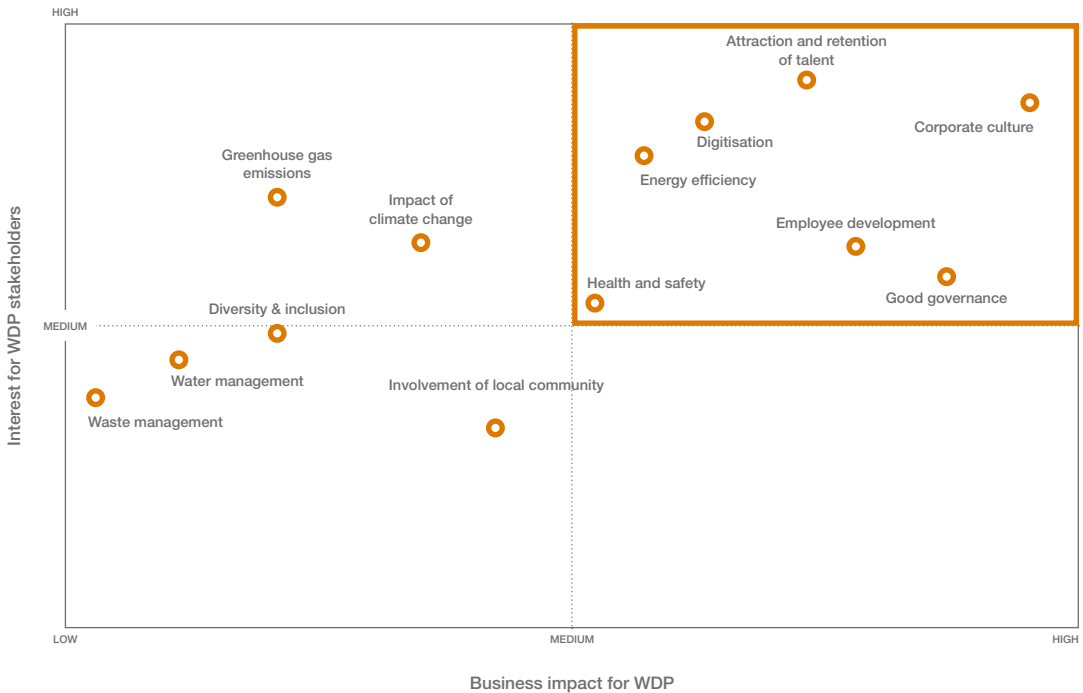 HIGH
Attraction and retention
of talent
Corporate culture
Digitisation
Greenhouse gas
emissions
Energy efficiency
Impact of
climate change
Employee development
Health and safety
Good governance
Diversity & inclusion
MEDIUM
Water management
Involvement of local community
Waste management
Interest for WDP stakeholders
LOW
MEDIUM
HIGH
Business impact for WDP